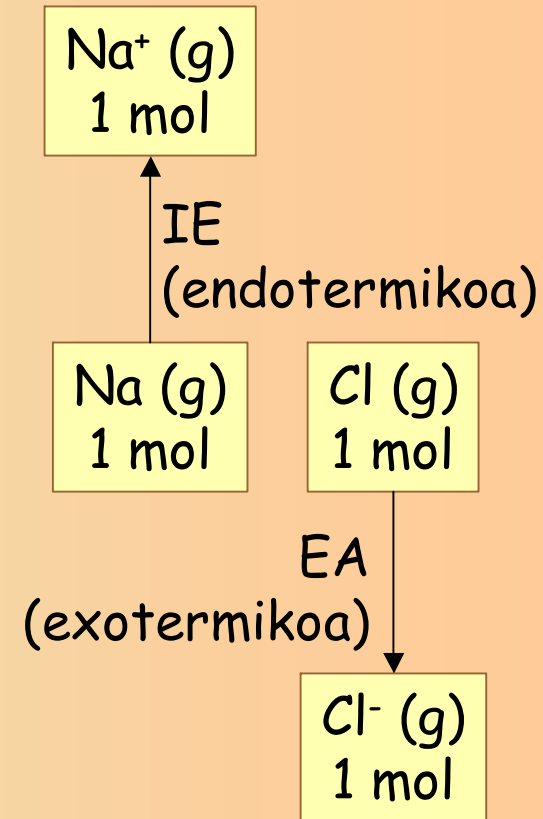 Na⁺ (g)
1 mol
IE
(endotermikoa)
Na (g)
1 mol
Cl (g)
1 mol
EA
(exotermikoa)
Cl⁻ (g)
1 mol